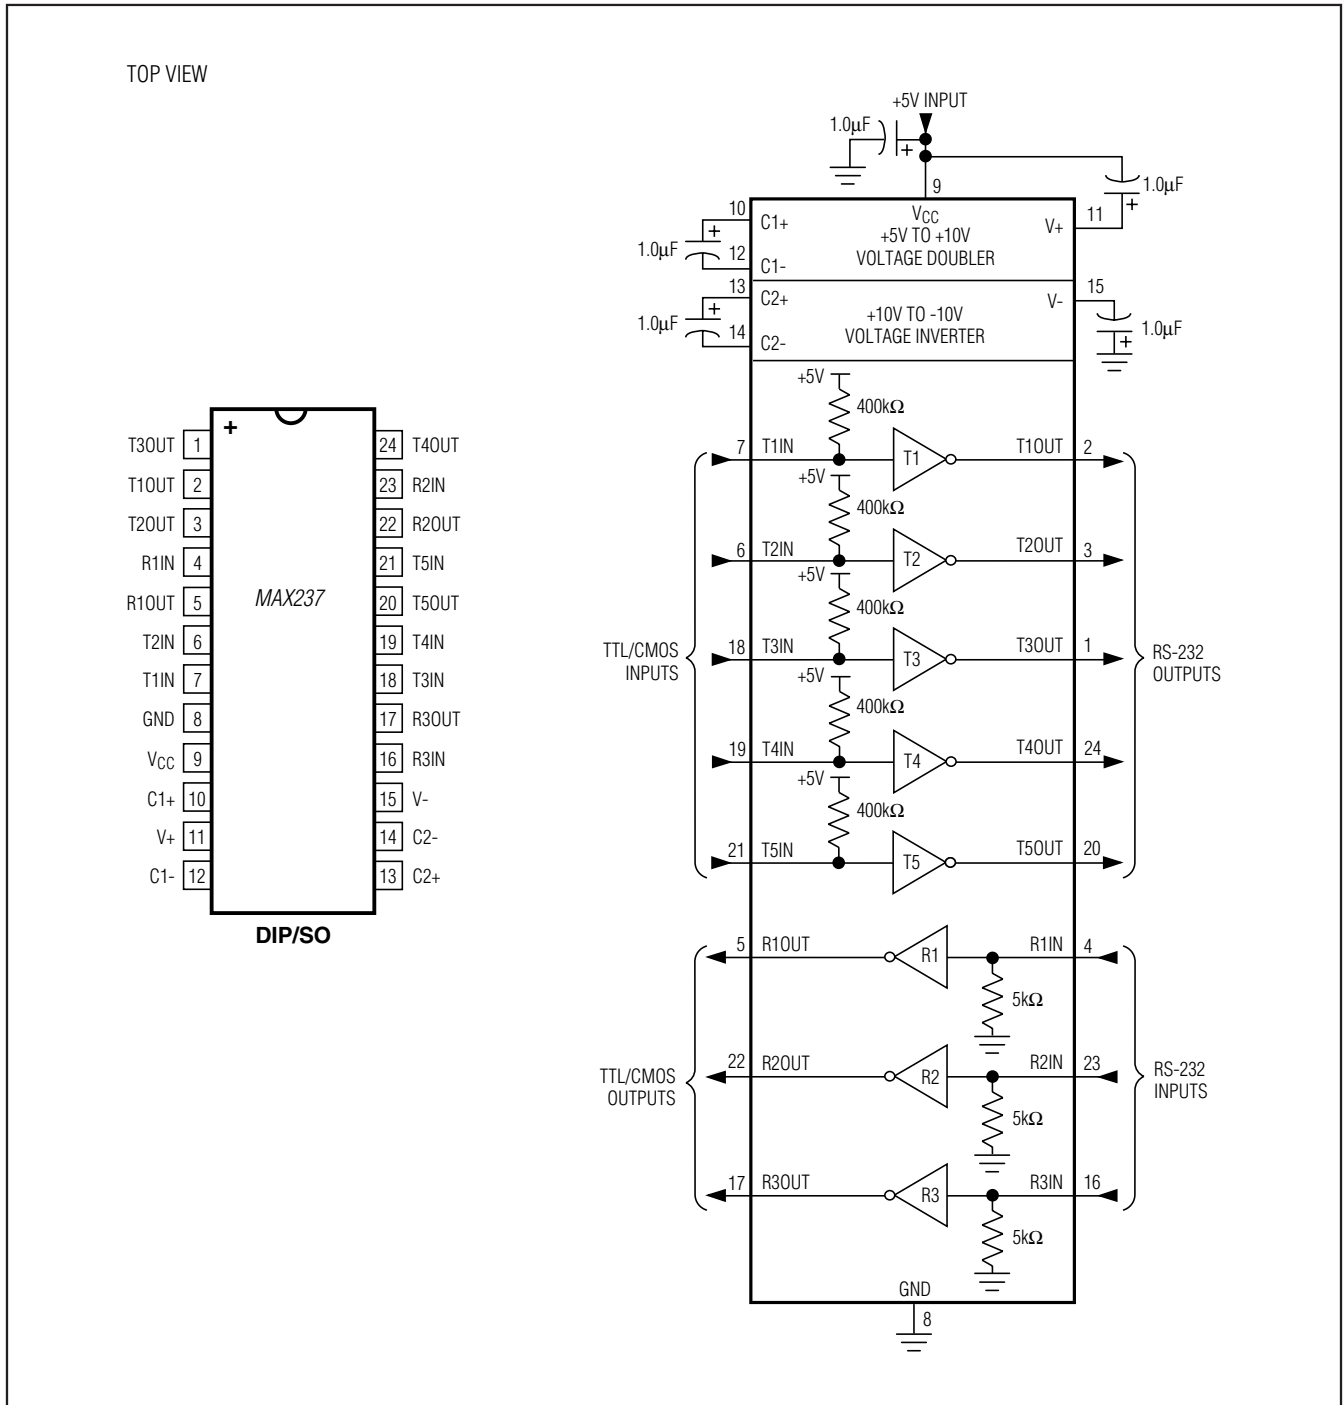 TOP VIEW
+5V INPUT
1.0μF
+
9
1.0μF
+
10
C1+
VCC
+5V TO +10V
VOLTAGE DOUBLER
V+
11
1.0μF
+
12
C1-
13
C2+
+10V TO -10V
VOLTAGE INVERTER
V-
15
1.0μF
+
14
C2-
1.0μF
+
+5V
400kΩ
7
T1IN
T1
T1OUT
2
+5V
400kΩ
6
T2IN
T2
T2OUT
3
+5V
400kΩ
TTL/CMOS
INPUTS
18
T3IN
T3
T3OUT
1
RS-232
OUTPUTS
+5V
400kΩ
19
T4IN
T4
T4OUT
24
+5V
400kΩ
21
T5IN
T5
T5OUT
20
5
R1OUT
R1
R1IN
4
5kΩ
TTL/CMOS
OUTPUTS
22
R2OUT
R2
R2IN
23
RS-232
INPUTS
5kΩ
17
R3OUT
R3
R3IN
16
5kΩ
GND
8
+
T3OUT 1
24 T4OUT
T1OUT 2
23 R2IN
T2OUT 3
22 R2OUT
R1IN 4
21 T5IN
R1OUT 5
MAX237
20 T5OUT
T2IN 6
19 T4IN
T1IN 7
18 T3IN
GND 8
17 R3OUT
VCC 9
16 R3IN
C1+ 10
15 V-
V+ 11
14 C2-
C1- 12
13 C2+
DIP/SO